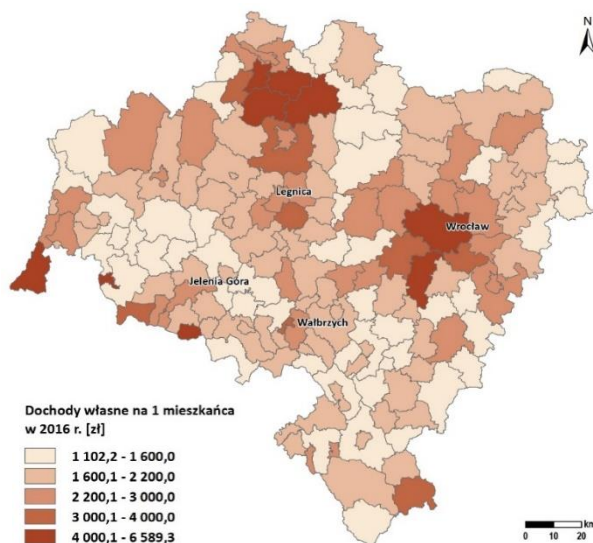 N
Legnica
Wrocław
Jelenia Góra
Wałbrzych
Dochody własne na 1 mieszkańca
w 2016 r. [zł]
1 102,2 - 1 600,0
1 600,1 - 2 200,0
2 200,1 - 3 000,0
3 000,1 - 4 000,0
4 000,1 - 6 589,3
km
0 10 20